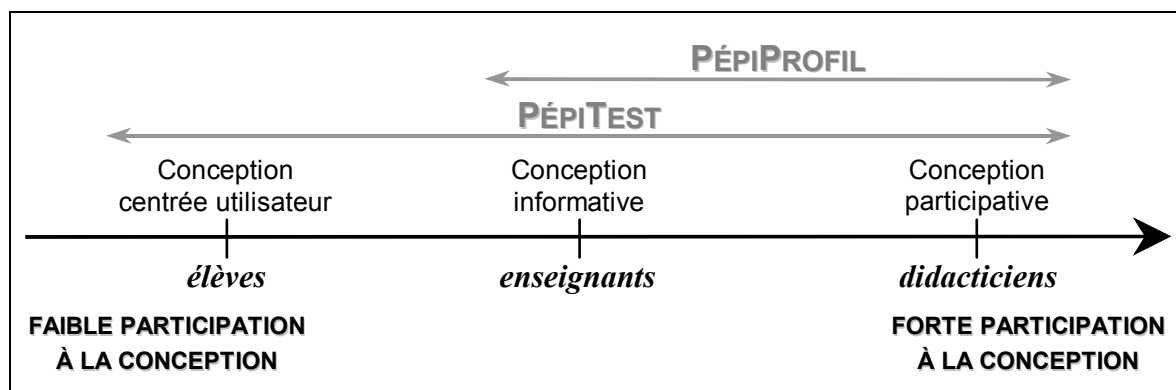 PÉPIPROFIL
PÉPITEST
Conception
centrée utilisateur
Conception
informative
Conception
participative
élèves
enseignants
didacticiens
FAIBLE PARTICIPATION
À LA CONCEPTION
FORTE PARTICIPATION
À LA CONCEPTION